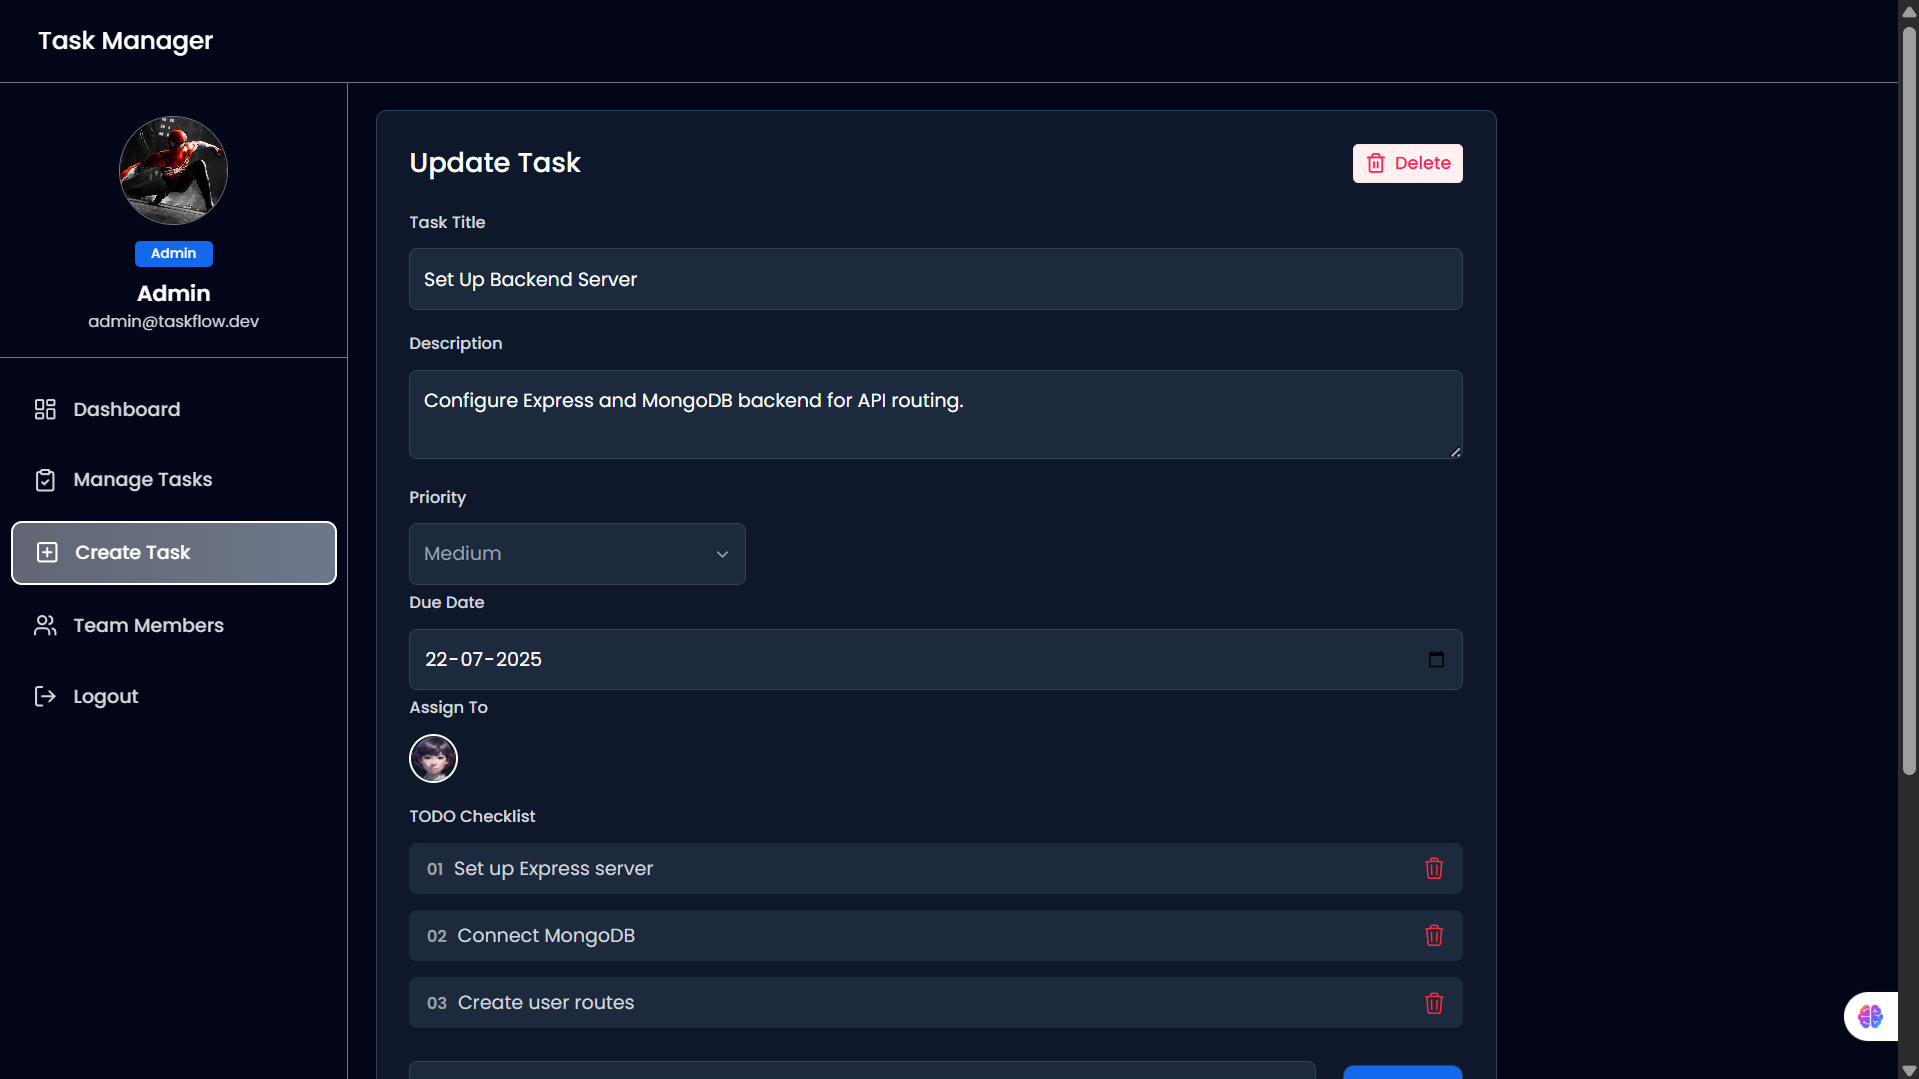 Task Manager
Admin
Admin
admin@taskflow.dev
Dashboard
Manage Tasks
Create Task
Team Members
Logout
Update Task
Delete
Task Title
Set Up Backend Server
Description
Configure Express and MongoDB backend for API routing.
Priority
Medium
Due Date
22-07-2025
Assign To
TODO Checklist
01 Set up Express server
02 Connect MongoDB
03 Create user routes